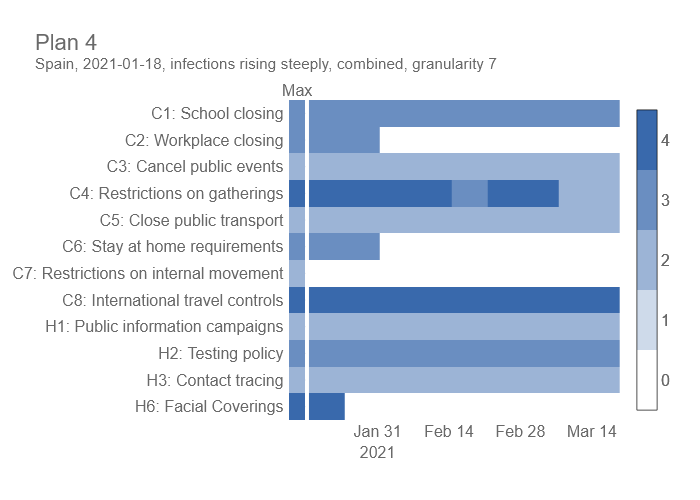 Plan 4
Spain, 2021-01-18, infections rising steeply, combined, granularity 7
Max
C1: School closing
C2: Workplace closing
C3: Cancel public events
C4: Restrictions on gatherings
C5: Close public transport
C6: Stay at home requirements
C7: Restrictions on internal movement
C8: International travel controls
H1: Public information campaigns
H2: Testing policy
H3: Contact tracing
H6: Facial Coverings
Jan 31 Feb 14 Feb 28 Mar 14
2021
4
3
2
1
0